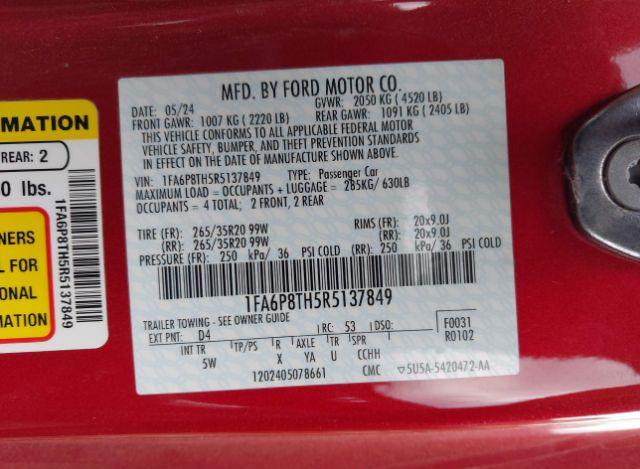 RMATION
REAR: 2
0 lbs.
NERS
L FOR
ONAL
MATION
1FA6P8TH5R5137849
MFD. BY FORD MOTOR CO.
DATE: 05/24 GVWR: 2050 KG (4520 LB)
FRONT GAWR: 1007 KG (2220 LB) REAR GAWR: 1091 KG (2405 LB)
THIS VEHICLE CONFORMS TO ALL APPLICABLE FEDERAL MOTOR
VEHICLE SAFETY, BUMPER, AND THEFT PREVENTION STANDARDS
IN EFFECT ON THE DATE OF MANUFACTURE SHOWN ABOVE.
VIN: 1FA6P8TH5R5137849 TYPE: Passenger Car
MAXIMUM LOAD = OCCUPANTS + LUGGAGE = 285KG/ 630LB
OCCUPANTS = 4 TOTAL; 2 FRONT, 2 REAR
TIRE (FR): 265/35R20 99W RIMS (FR): 20x9.0J
(RR): 265/35R20 99W (RR): 20x9.0J
PRESSURE (FR): 250 kPa/ 36 PSI COLD (RR): 250 kPa/ 36 PSI COLD
1FA6P8TH5R5137849
TRAILER TOWING - SEE OWNER GUIDE
EXT PNT: D4 RC: 53 DSO: F0031
R0102
INT TR TP/PS R AXLE TR SPR
5W X YA U CCHH
1202405078661 CMC ▽5U5A-5420472-AA